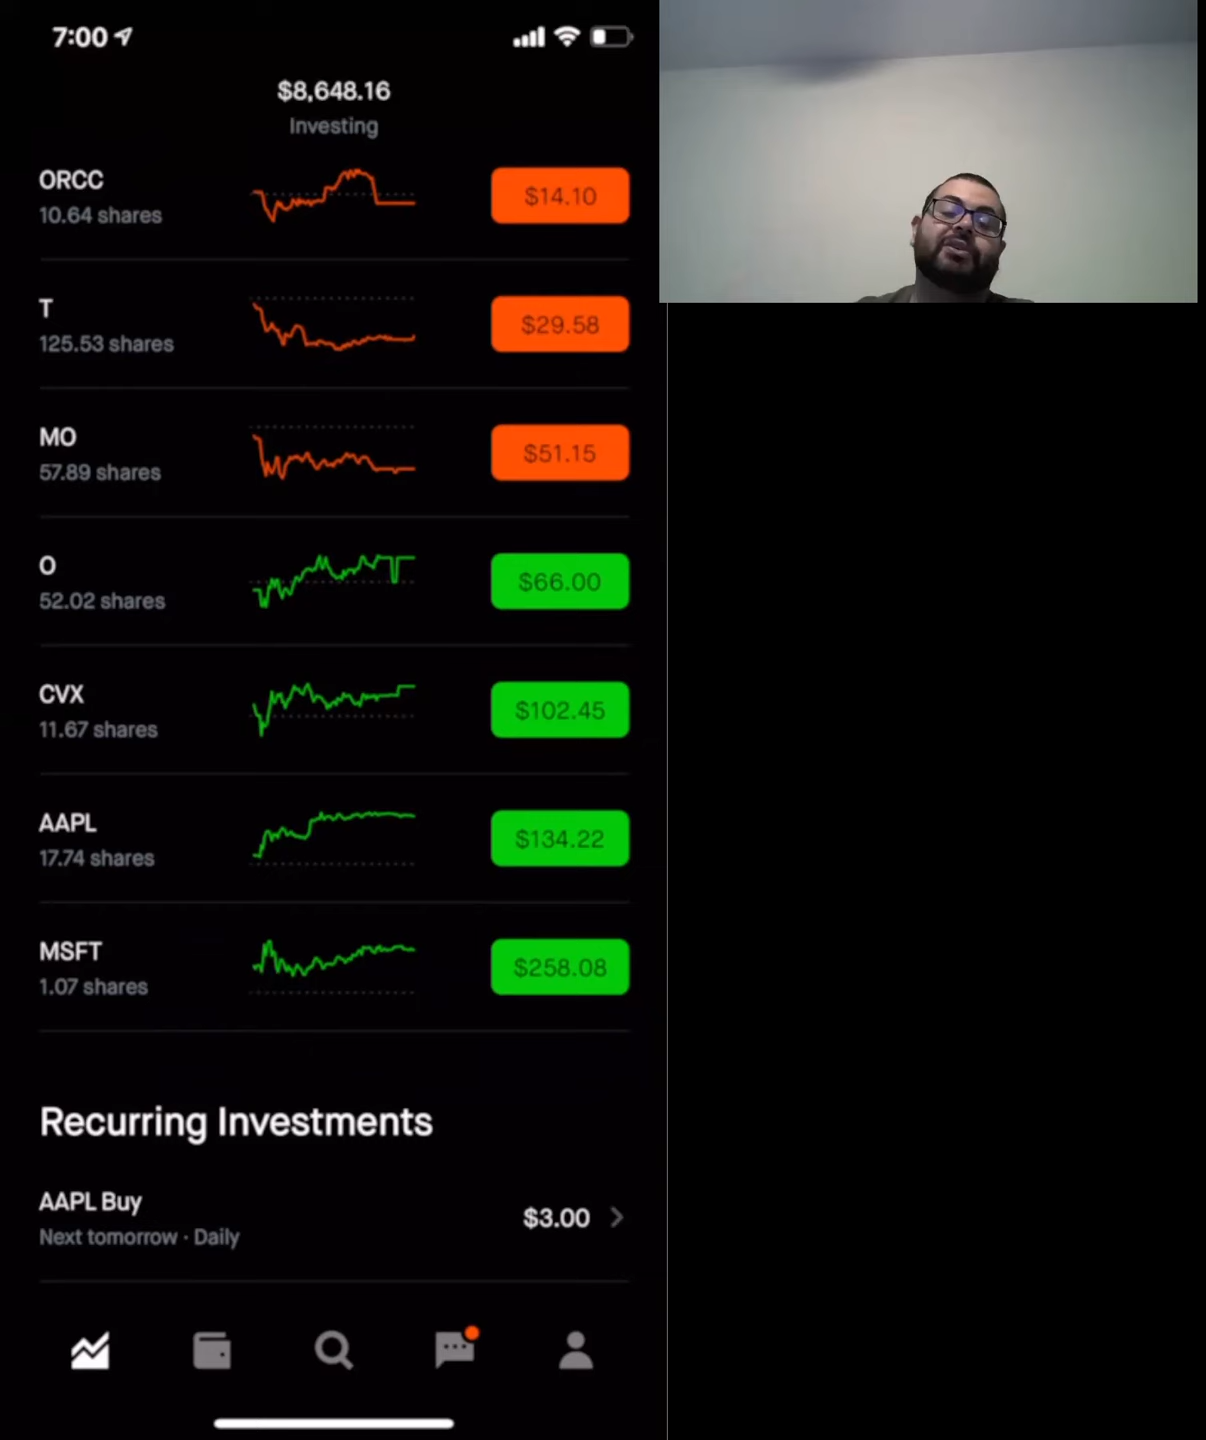 7:00
$8,648.16
Investing
ORCC
10.64 shares
$14.10
T
125.53 shares
$29.58
MO
57.89 shares
$51.15
O
52.02 shares
$66.00
CVX
11.67 shares
$102.45
AAPL
17.74 shares
$134.22
MSFT
1.07 shares
$258.08
Recurring Investments
AAPL Buy
Next tomorrow · Daily
$3.00